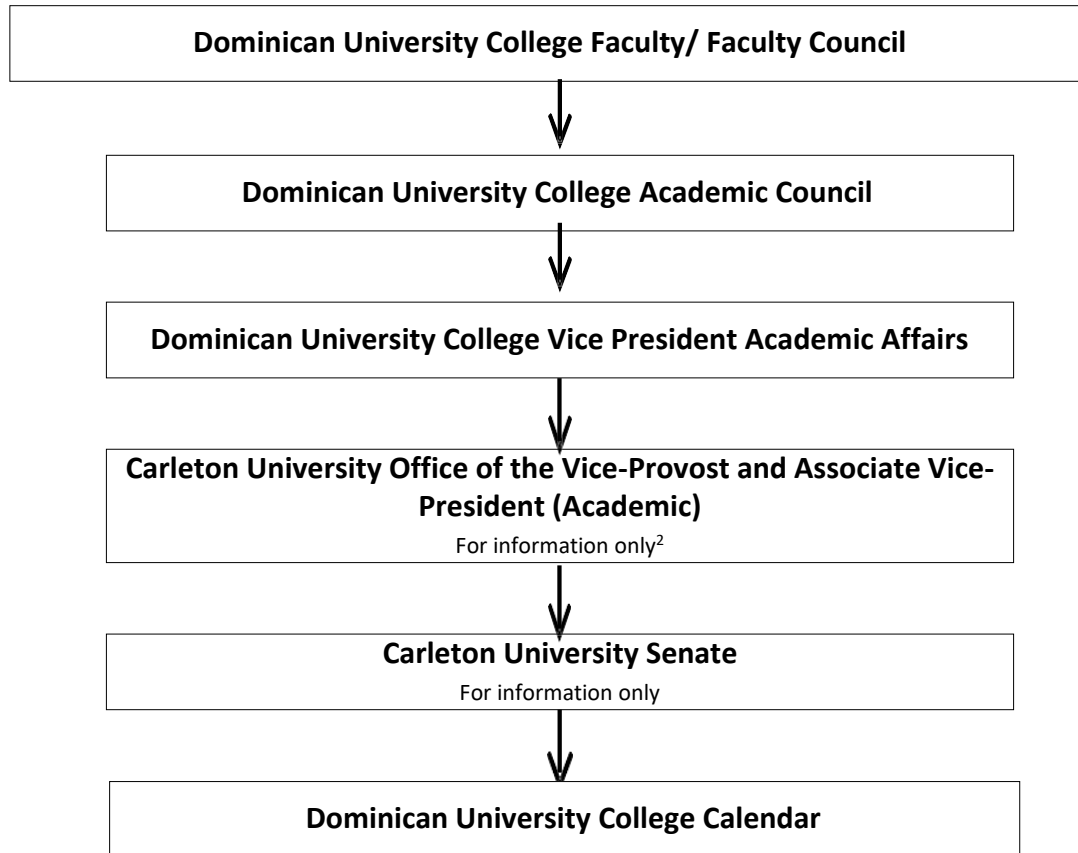 Dominican University College Faculty/ Faculty Council
Dominican University College Academic Council
Dominican University College Vice President Academic Affairs
Carleton University Office of the Vice-Provost and Associate Vice-
President (Academic)
For information only²
Carleton University Senate
For information only
Dominican University College Calendar